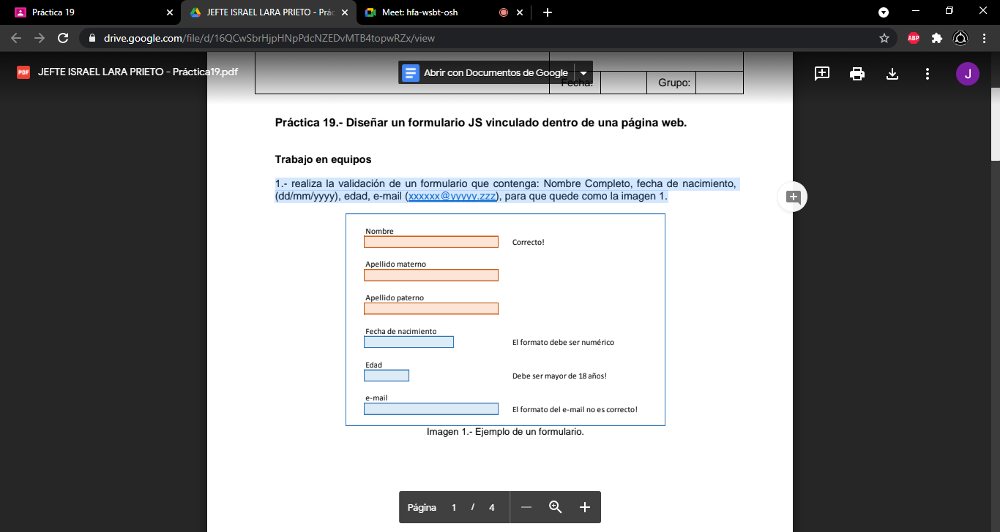 Práctica 19
JEFTE ISRAEL LARA PRIETO - Prác
Meet: hfa-wsbt-osh
drive.google.com/file/d/16QCwSbrHjpHNpPdcNZEDvMTB4topwRZx/view
ABP
PDF
JEFTE ISRAEL LARA PRIETO - Práctica19.pdf
Abrir con Documentos de Google
J
Fecha:
Grupo:
Práctica 19.- Diseñar un formulario JS vinculado dentro de una página web.
Trabajo en equipos
1.- realiza la validación de un formulario que contenga: Nombre Completo, fecha de nacimiento,
(dd/mm/yyyy), edad, e-mail (xxxxxx@yyyyy.zzz), para que quede como la imagen 1.
Nombre
Correcto!
Apellido materno
Apellido paterno
Fecha de nacimiento
El formato debe ser numérico
Edad
Debe ser mayor de 18 años!
e-mail
El formato del e-mail no es correcto!
Imagen 1.- Ejemplo de un formulario.
Página 1 / 4